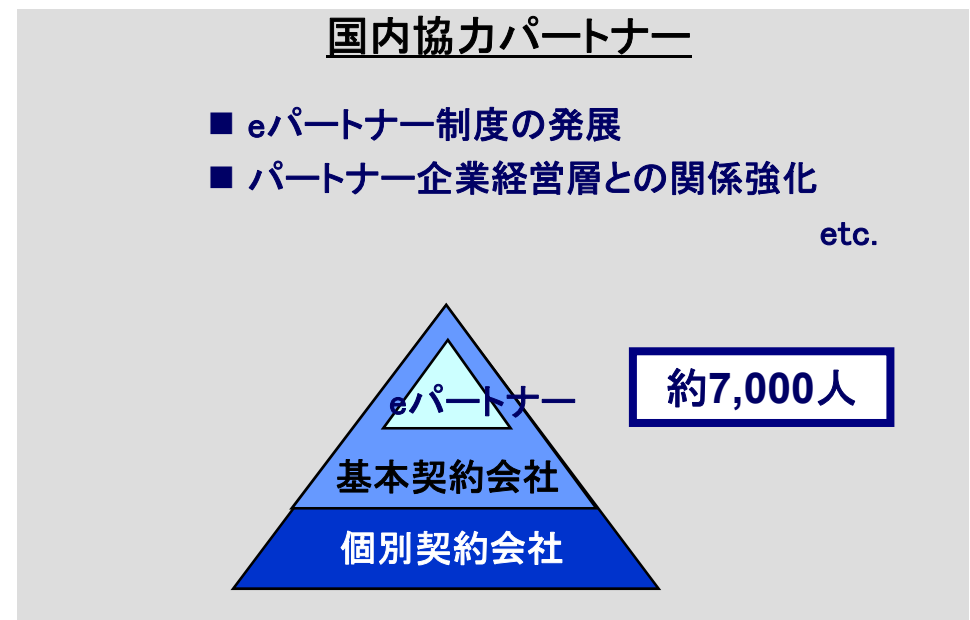 国内協力パートナー
■ eパートナー制度の発展
■ パートナー企業経営層との関係強化
etc.
eパートナー
約7,000人
基本契約会社
個別契約会社